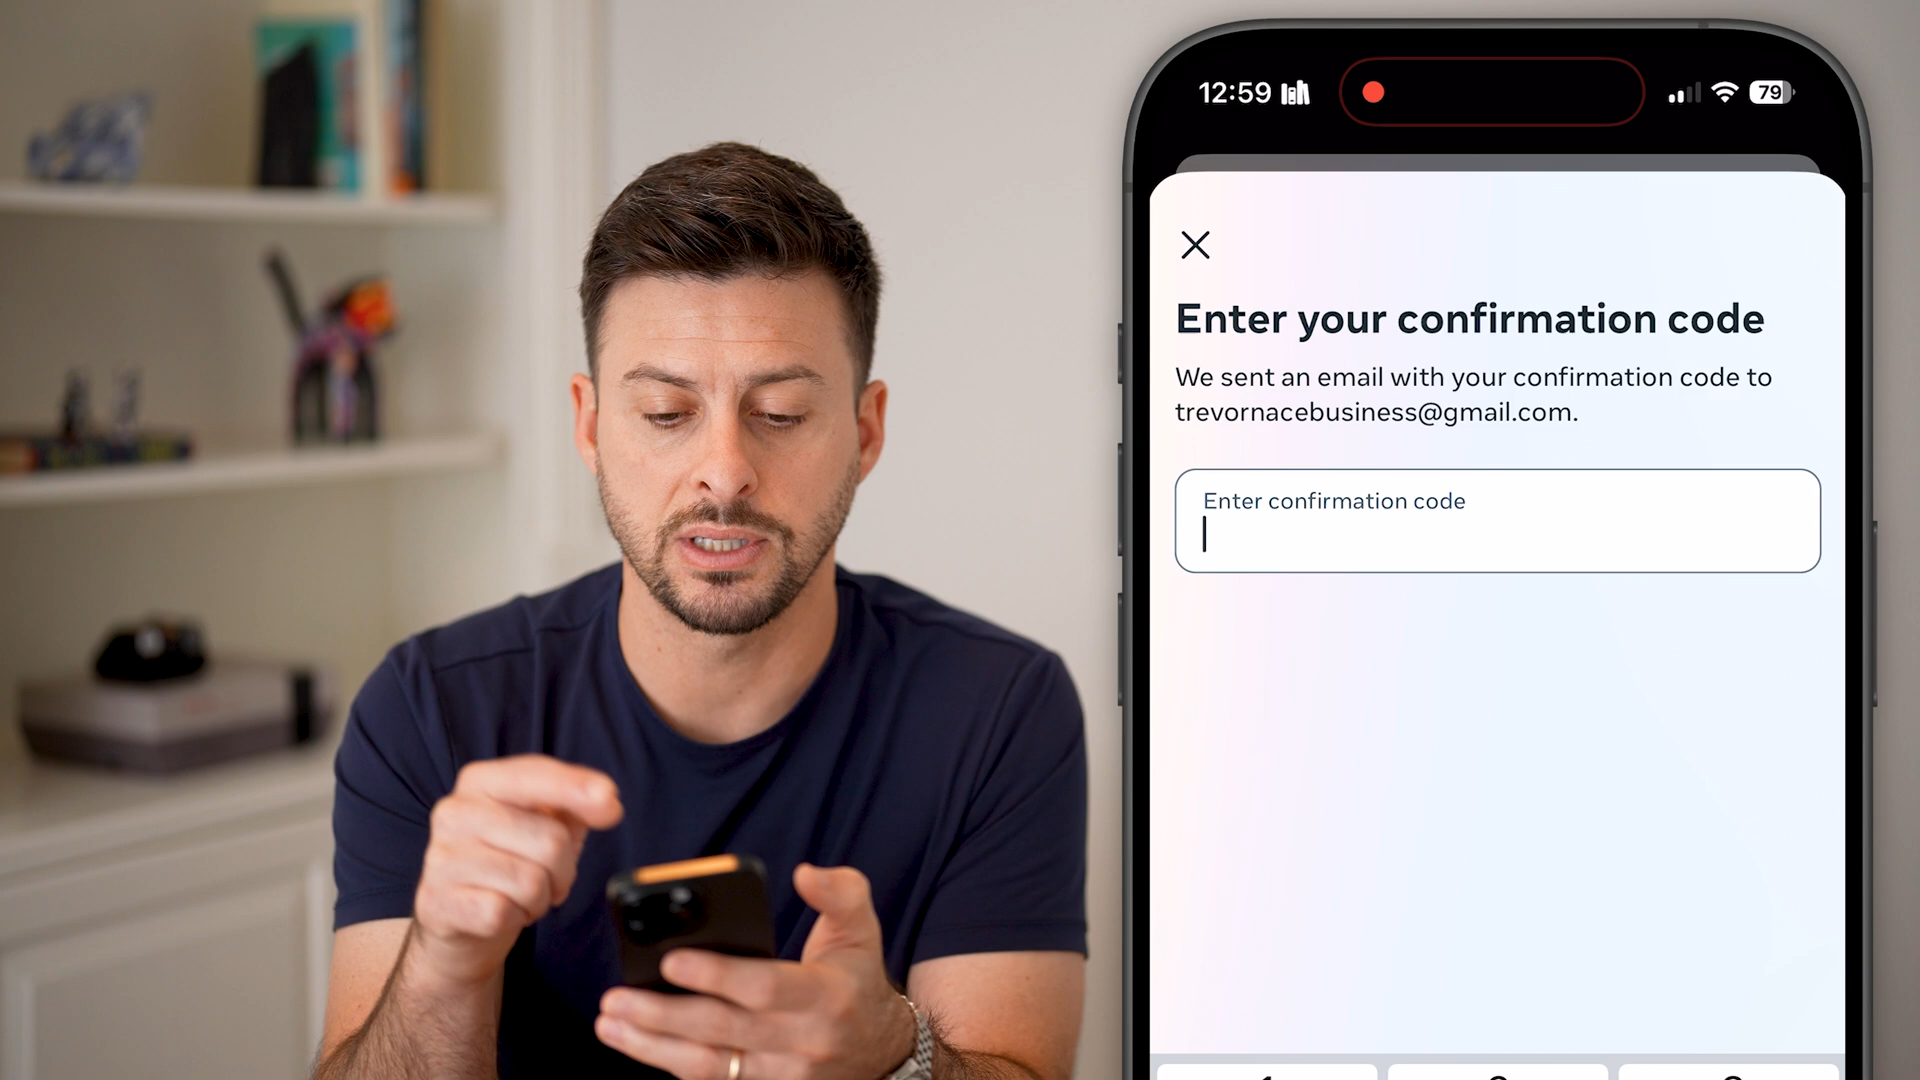 12:59
79
Enter your confirmation code
We sent an email with your confirmation code to
trevornacebusiness@gmail.com.
Enter confirmation code